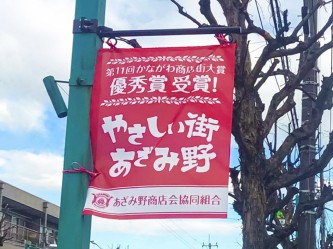 第11回かながわ商店街大賞
優秀賞 受賞!
やさしい街
あざみ野
あざみ野商店会協同組合